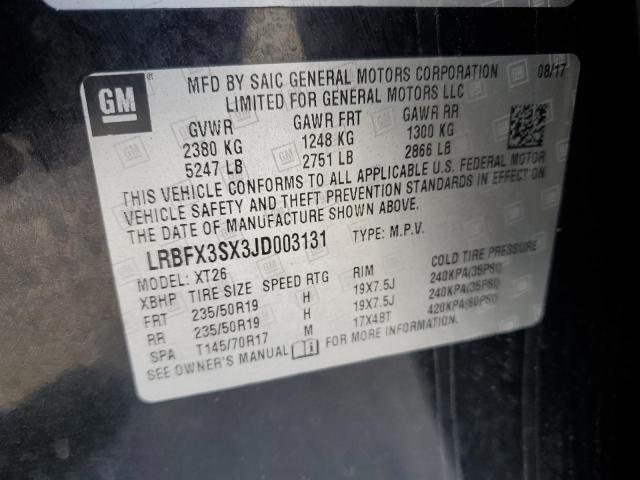 GM
MFD BY SAIC GENERAL MOTORS CORPORATION 08/17
LIMITED FOR GENERAL MOTORS LLC
GVWR GAWR FRT GAWR RR
2380 KG 1248 KG 1300 KG
5247 LB 2751 LB 2866 LB
THIS VEHICLE CONFORMS TO ALL APPLICABLE U.S. FEDERAL MOTOR
VEHICLE SAFETY AND THEFT PREVENTION STANDARDS IN EFFECT ON
THE DATE OF MANUFACTURE SHOWN ABOVE.
LRBFX3SX3JD003131 TYPE: M.P.V.
MODEL: XT26
XBHP TIRE SIZE SPEED RTG RIM COLD TIRE PRESSURE
FRT 235/50R19 H 19X7.5J 240KPA(35PSI)
RR 235/50R19 H 19X7.5J 240KPA(35PSI)
SPA T145/70R17 M 17X4BT 420KPA(60PSI)
SEE OWNER'S MANUAL i FOR MORE INFORMATION.